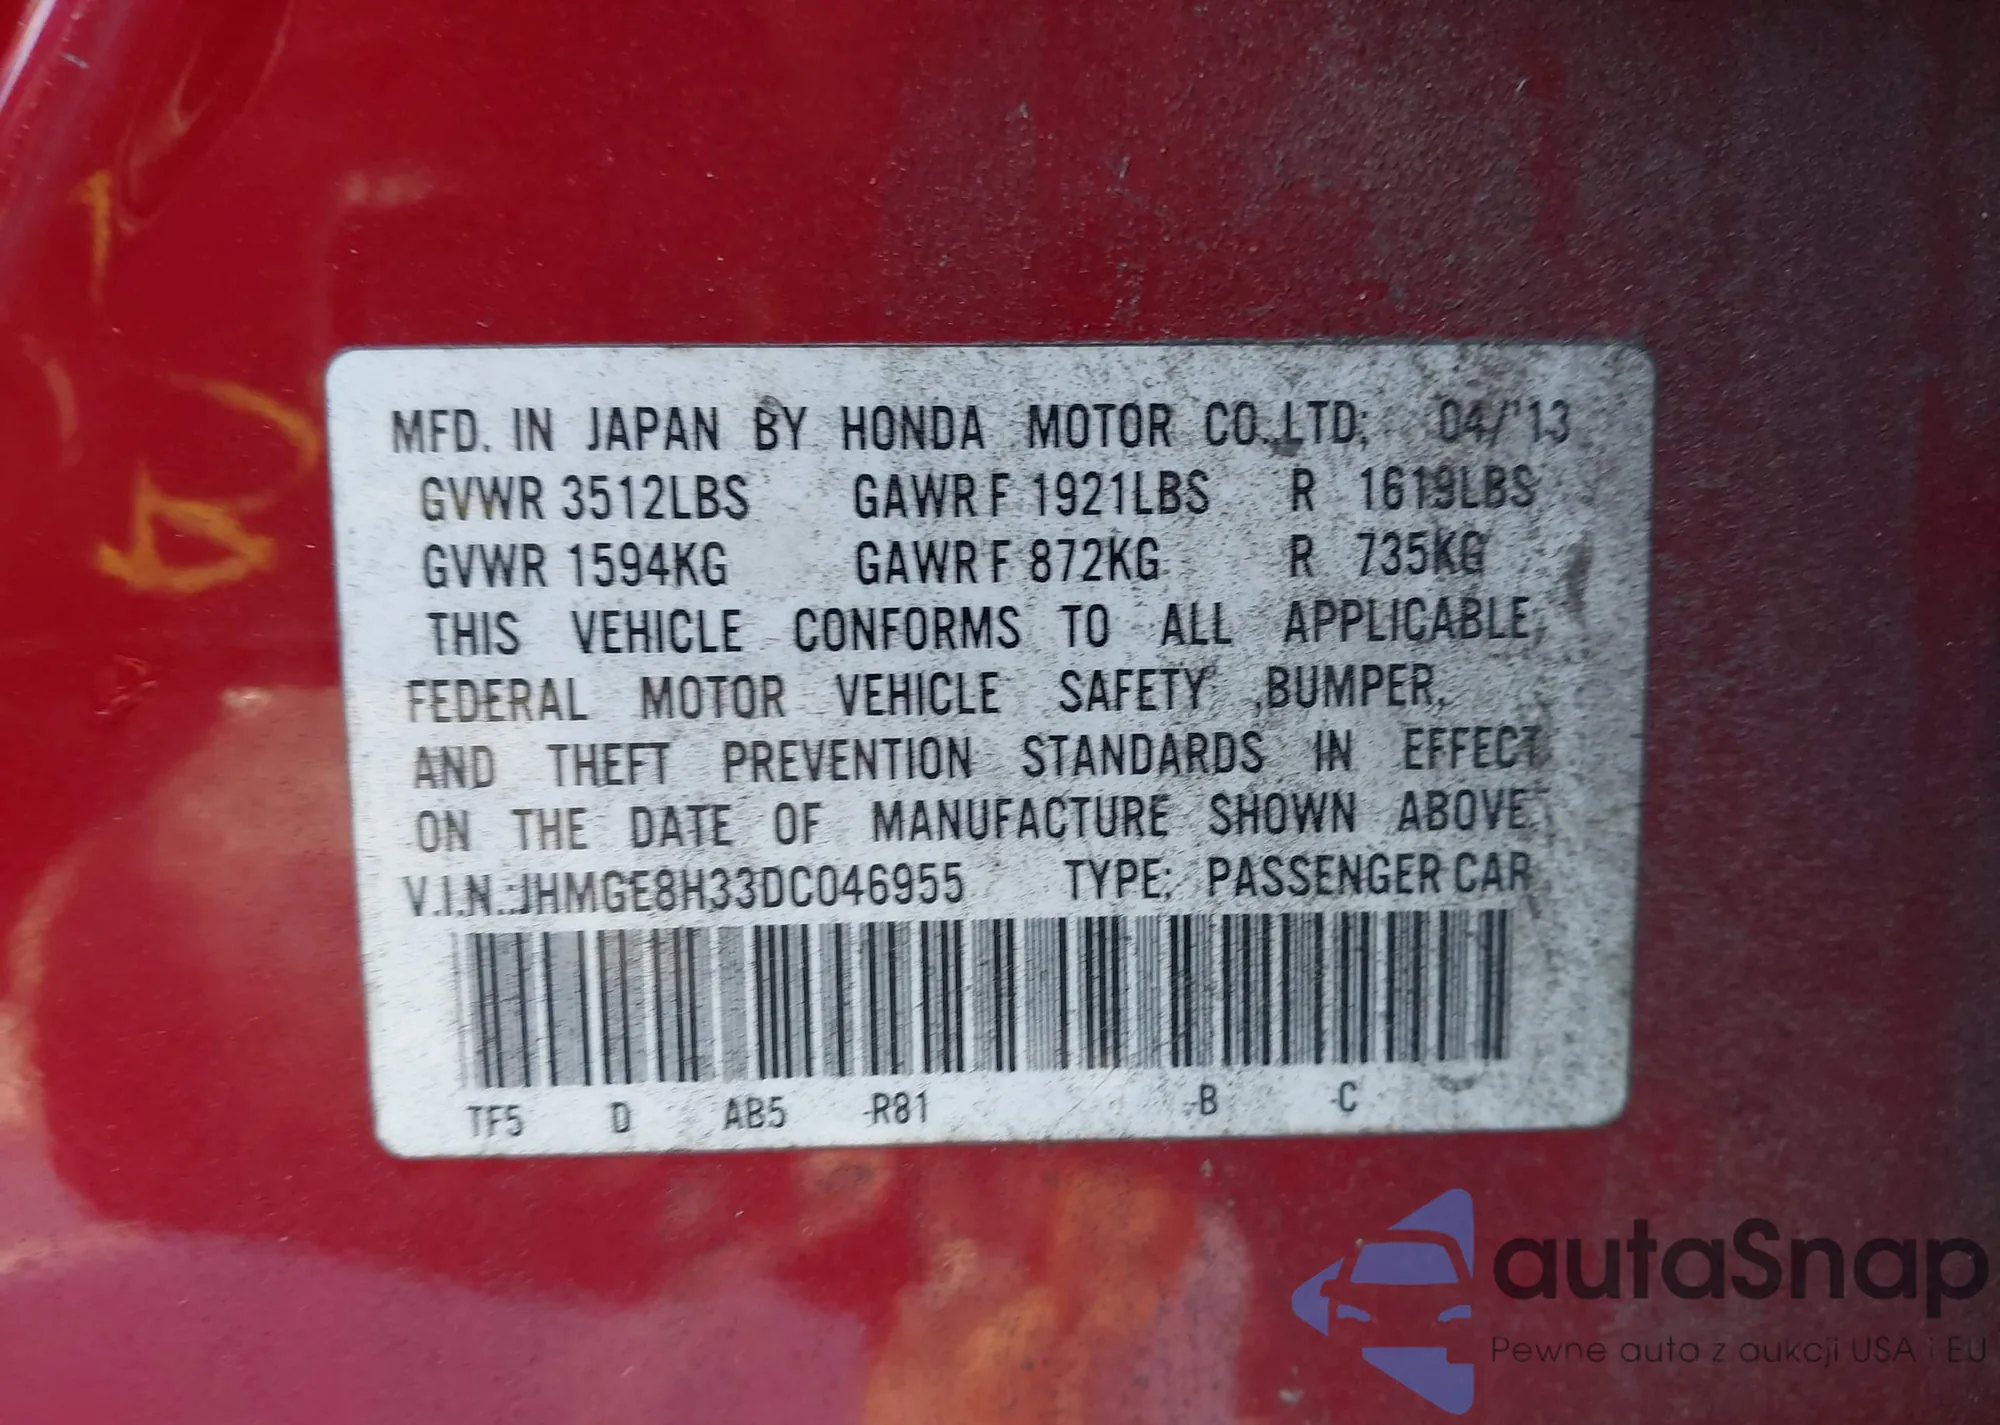 MFD. IN JAPAN BY HONDA MOTOR CO.,LTD; 04/'13
GVWR 3512LBS GAWR F 1921LBS R 1619LBS
GVWR 1594KG GAWR F 872KG R 735KG
THIS VEHICLE CONFORMS TO ALL APPLICABLE
FEDERAL MOTOR VEHICLE SAFETY ,BUMPER,
AND THEFT PREVENTION STANDARDS IN EFFECT
ON THE DATE OF MANUFACTURE SHOWN ABOVE.
V.I.N.:JHMGE8H33DC046955 TYPE: PASSENGER CAR
TF5 D AB5 -R81 -B -C
autaSnap
Pewne auto z aukcji USA i EU